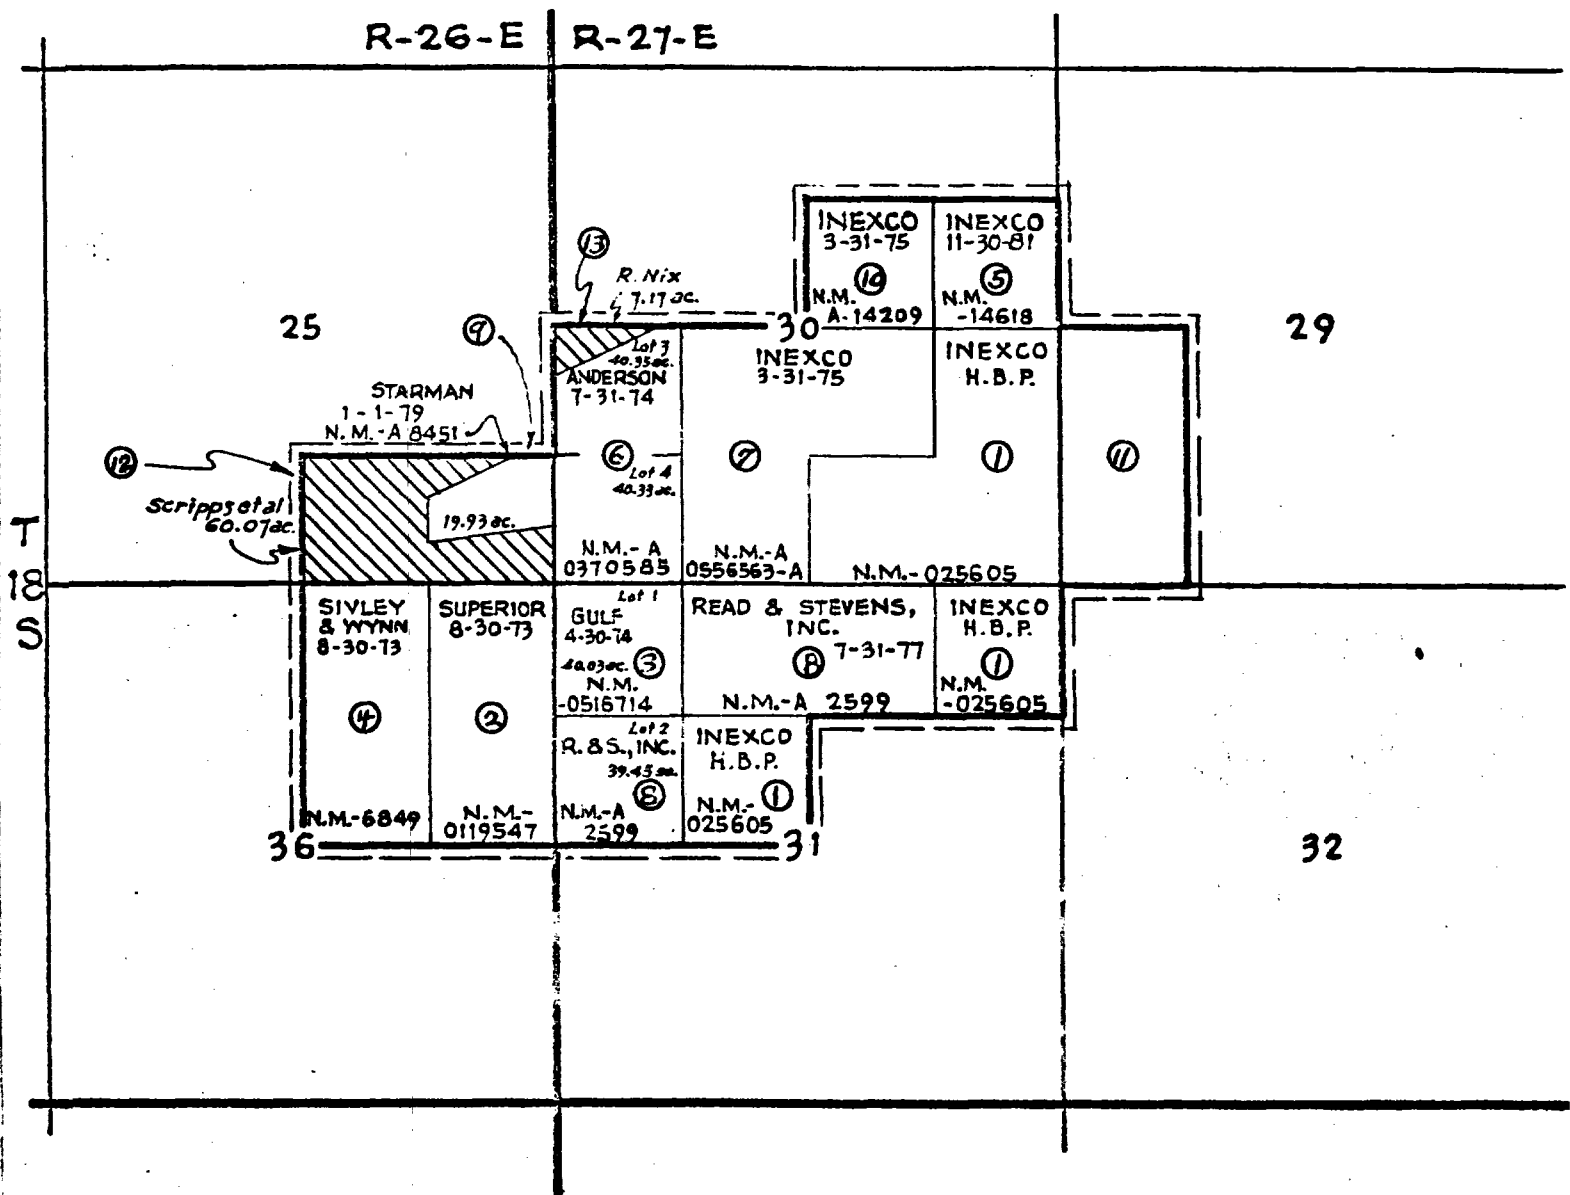 R-26-E
R-27-E
INEXCO
3-31-75
10
N.M.
A-14209
INEXCO
11-30-81
5
N.M.
-14618
13
R. Nix
7.17 ac.
25
9
30
29
Lot 3
40.35 ac.
ANDERSON
7-31-74
INEXCO
3-31-75
INEXCO
H.B.P.
STARMAN
1-1-79
N.M.-A 8451
12
6
Lot 4
40.33 ac.
7
1
11
Scripps et al
60.07 ac.
19.93 ac.
N.M.-A
0370585
N.M.-A
0556563-A
N.M.-025605
T
18
S
SIVLEY
& WYNN
8-30-73
SUPERIOR
8-30-73
Lot 1
GULF
4-30-74
40.03 ac.
3
N.M.
-0516714
READ & STEVENS,
INC.
8
7-31-77
N.M.-A 2599
INEXCO
H.B.P.
1
N.M.
-025605
4
2
Lot 2
R. & S., INC.
39.45 ac.
8
N.M.-A
2599
INEXCO
H.B.P.
N.M.-
1
025605
N.M.-6849
N.M.-
0119547
36
31
32